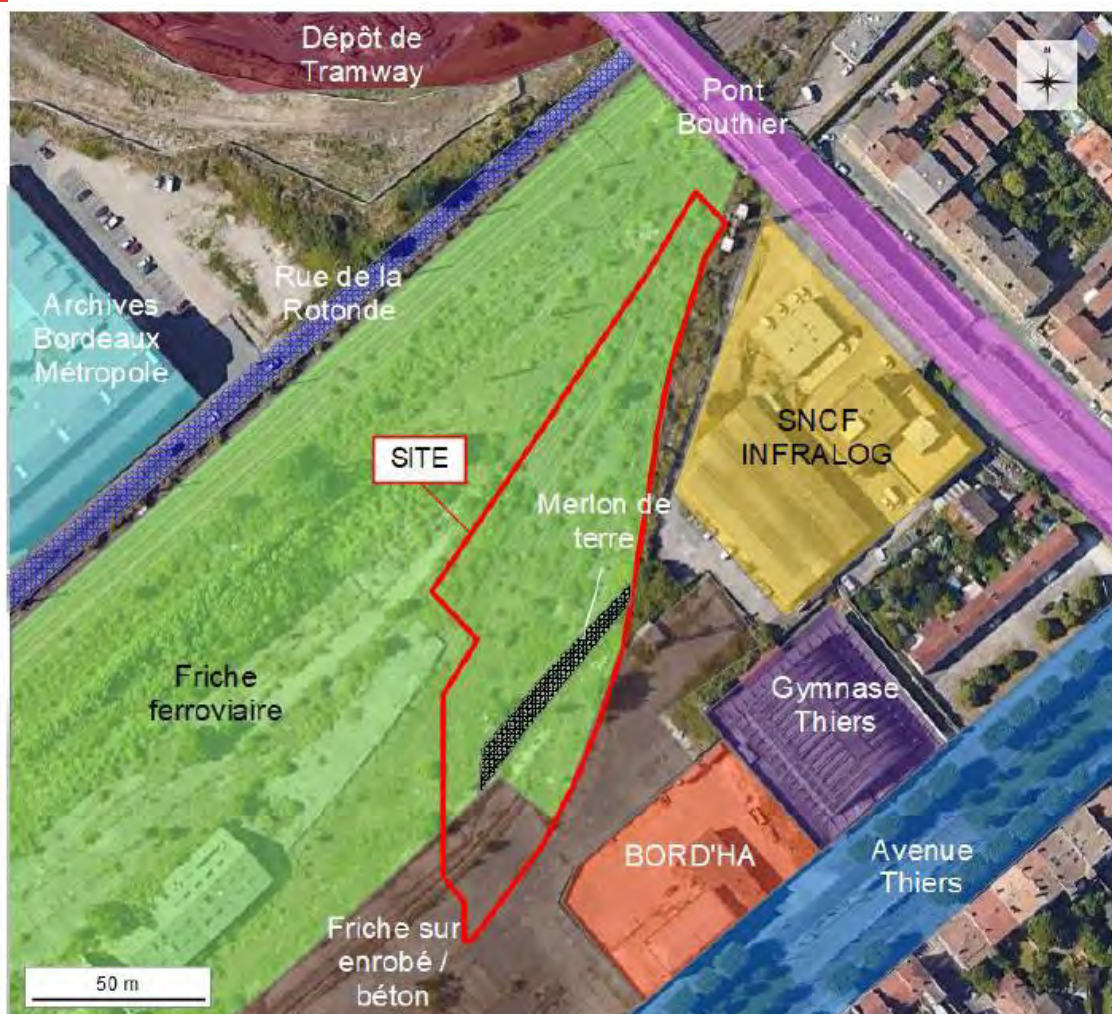 Dépôt de
Tramway
Pont
Bouthier
N
Rue de la
Rotonde
Archives
Bordeaux
Métropole
SITE
SNCF
INFRALOG
Merlon de
terre
Friche
ferroviaire
Gymnase
Thiers
BORD'HA
Avenue
Thiers
Friche sur
enrobé /
béton
50 m